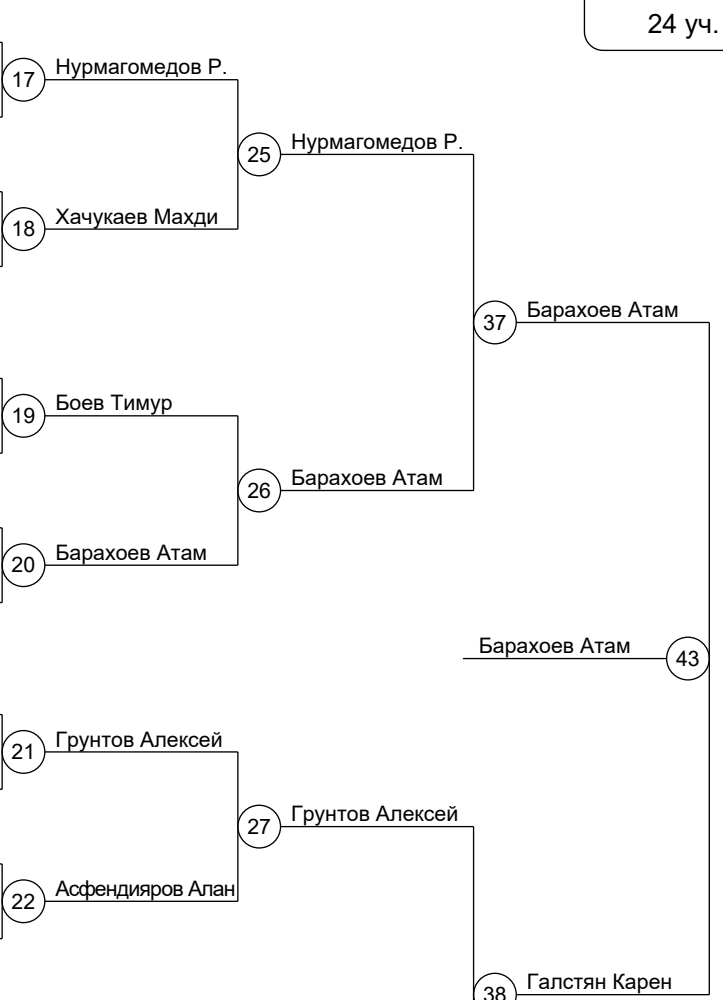 24 уч.
17 Нурмагомедов Р.
25 Нурмагомедов Р.
18 Хачукаев Махди
37 Барахоев Атам
19 Боев Тимур
26 Барахоев Атам
20 Барахоев Атам
Барахоев Атам 43
21 Грунтов Алексей
27 Грунтов Алексей
22 Асфендияров Алан
38 Галстян Карен